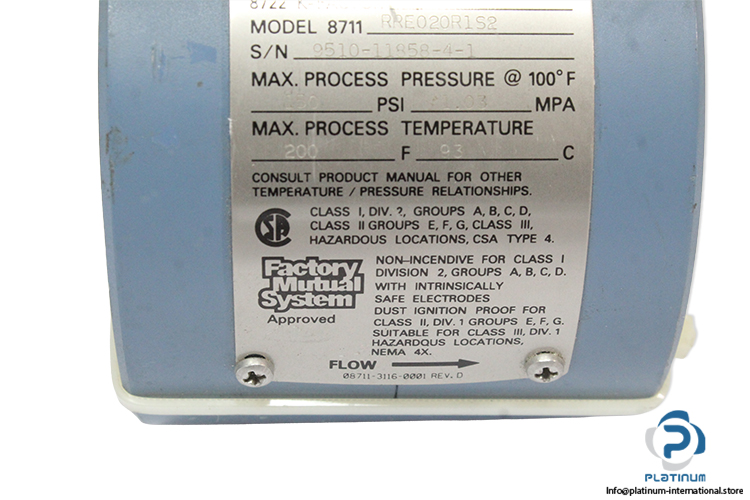 8722
MODEL 8711 RRE020R1S2
S/N 9510-11858-4-1
MAX. PROCESS PRESSURE @ 100°F
PSI MPA
MAX. PROCESS TEMPERATURE
200 F 93 C
CONSULT PRODUCT MANUAL FOR OTHER
TEMPERATURE / PRESSURE RELATIONSHIPS.
CLASS I, DIV. 2, GROUPS A, B, C, D,
CLASS II GROUPS E, F, G, CLASS III,
HAZARDOUS LOCATIONS, CSA TYPE 4.
Factory
Mutual
System
Approved
NON-INCENDIVE FOR CLASS I
DIVISION 2, GROUPS A, B, C, D.
WITH INTRINSICALLY
SAFE ELECTRODES
DUST IGNITION PROOF FOR
CLASS II, DIV. 1 GROUPS E, F, G.
SUITABLE FOR CLASS III, DIV. 1
HAZARDOUS LOCATIONS,
NEMA 4X.
FLOW
08711-3116-0001 REV. D
PLATINUM
Info@platinum-international.store